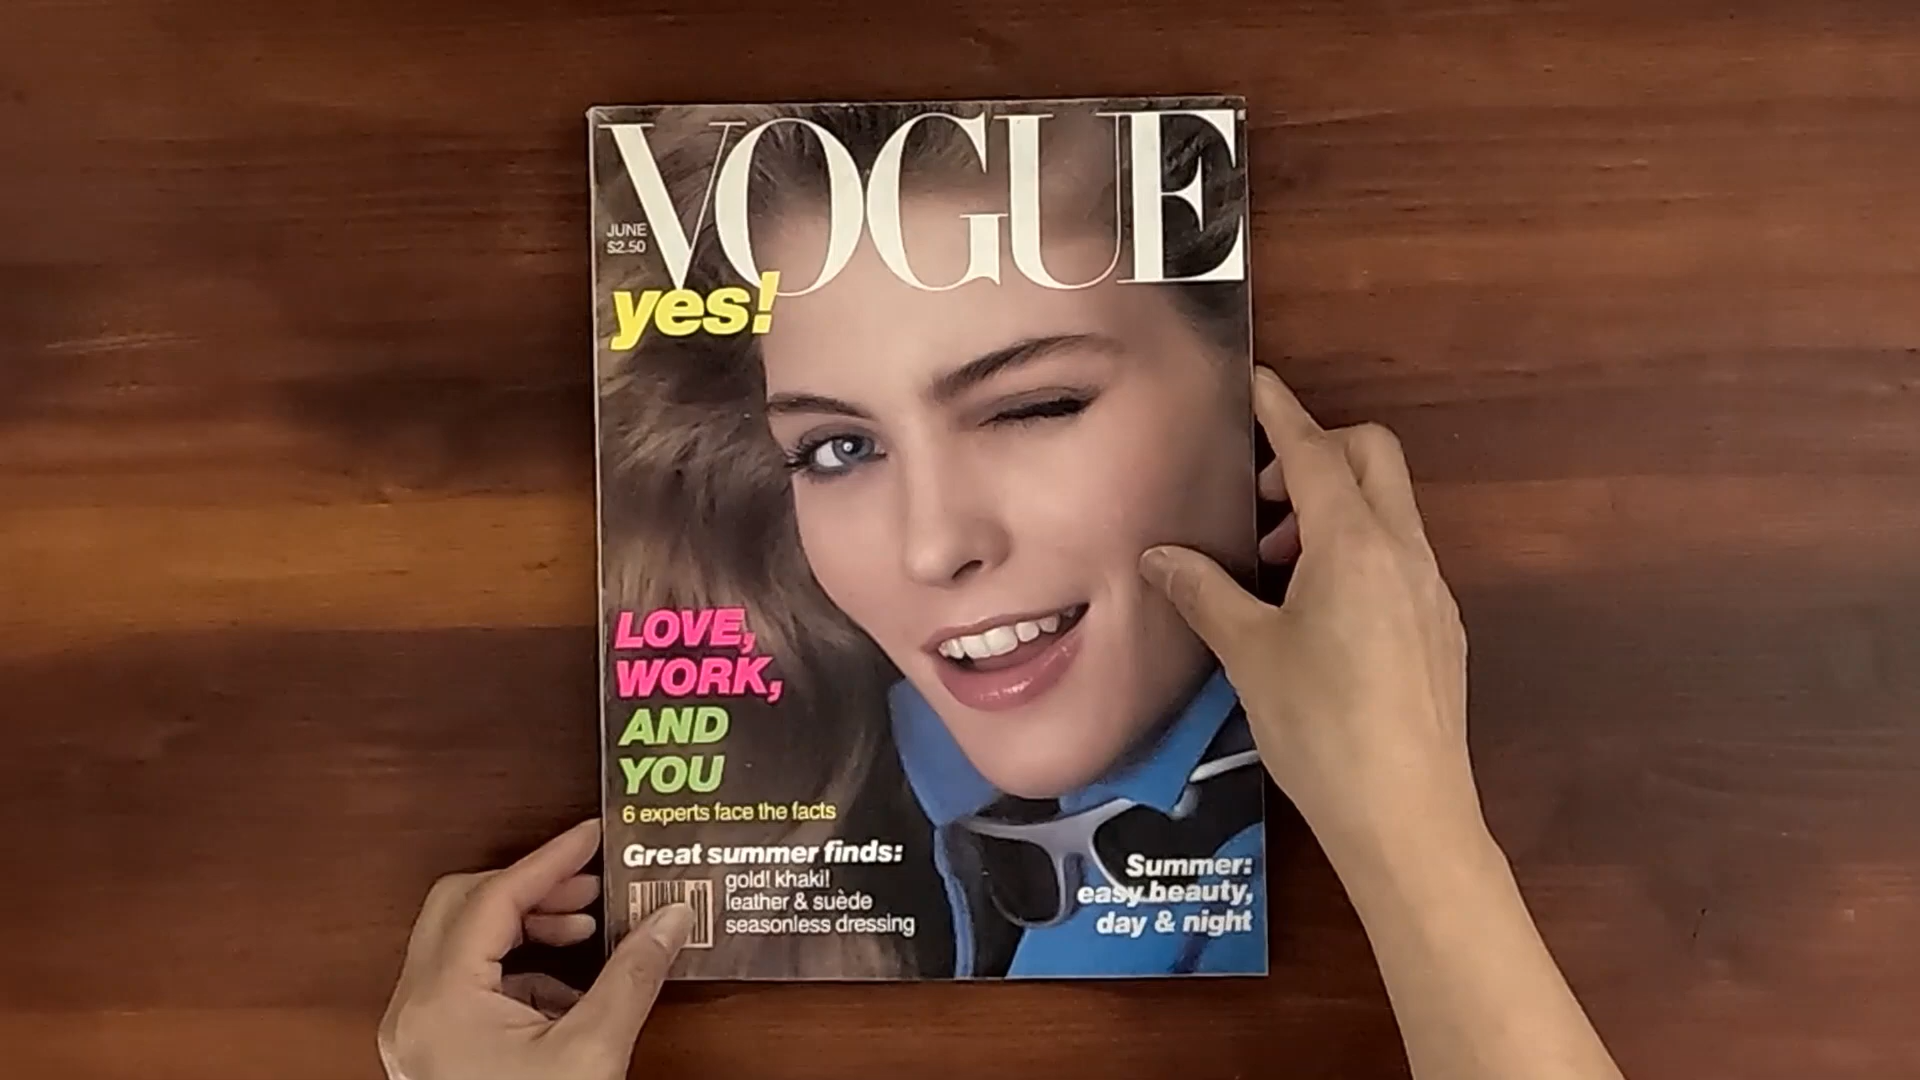 VOGUE
JUNE
$2.50
yes!
LOVE,
WORK,
AND
YOU
6 experts face the facts
Great summer finds:
gold! khaki!
leather & suède
seasonless dressing
Summer:
easy beauty,
day & night